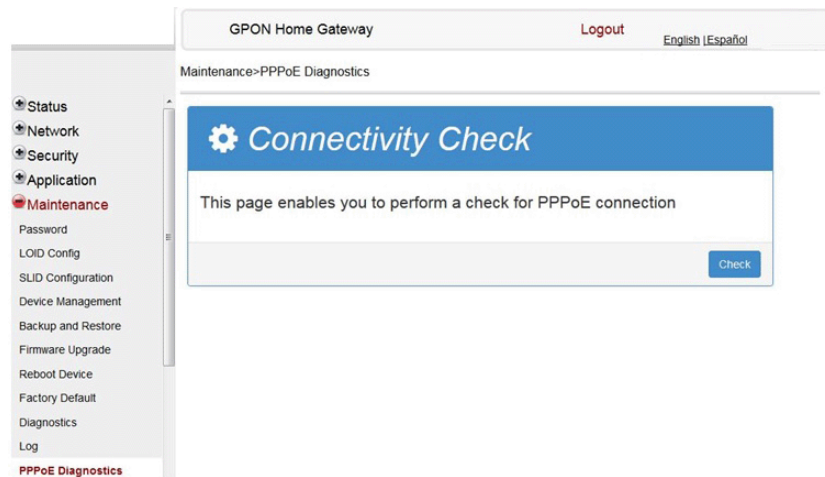 GPON Home Gateway
Logout
English |Español
Maintenance>PPPoE Diagnostics
Status
Network
Security
Application
Maintenance
Password
LOID Config
SLID Configuration
Device Management
Backup and Restore
Firmware Upgrade
Reboot Device
Factory Default
Diagnostics
Log
PPPoE Diagnostics
Connectivity Check
This page enables you to perform a check for PPPoE connection
Check